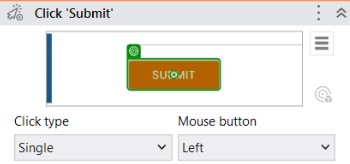 Click 'Submit'
SUBMIT
Click type
Mouse button
Single
Left